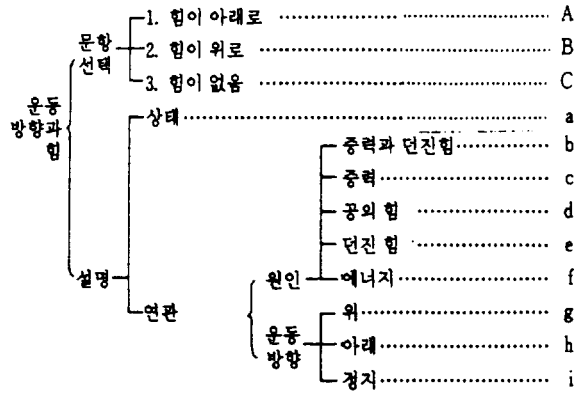 1. 힘이 아래로 A
문항 선택 2. 힘이 위로 B
3. 힘이 없음 C
운동 방향과 힘
상태 a
중력과 던진힘 b
중력 c
공의 힘 d
던진 힘 e
설명 원인 에너지 f
연관
위 g
운동 방향 아래 h
정지 i